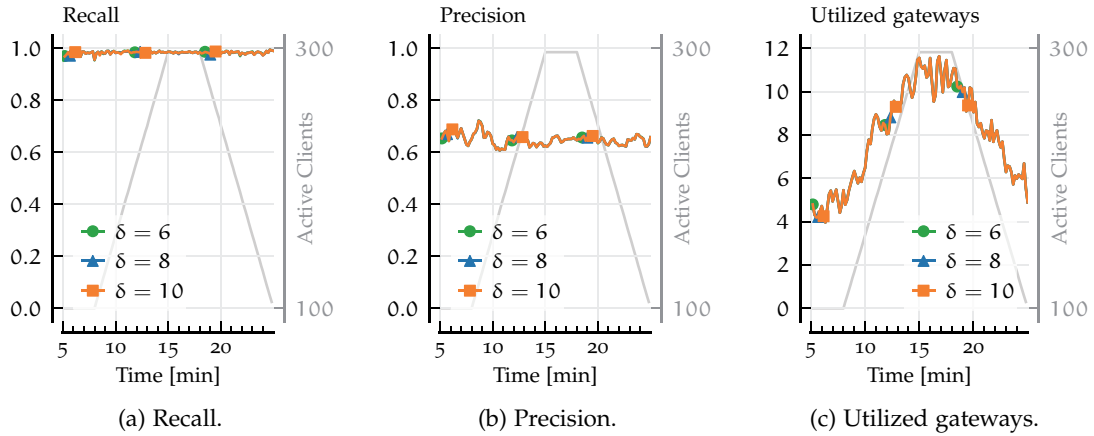 Recall
1.0
0.8
0.6
0.4
0.2
0.0
δ = 6
δ = 8
δ = 10
300
100
Active Clients
5 10 15 20
Time [min]
(a) Recall.
Precision
1.0
0.8
0.6
0.4
0.2
0.0
δ = 6
δ = 8
δ = 10
300
100
Active Clients
5 10 15 20
Time [min]
(b) Precision.
Utilized gateways
12
10
8
6
4
2
0
δ = 6
δ = 8
δ = 10
300
100
Active Clients
5 10 15 20
Time [min]
(c) Utilized gateways.